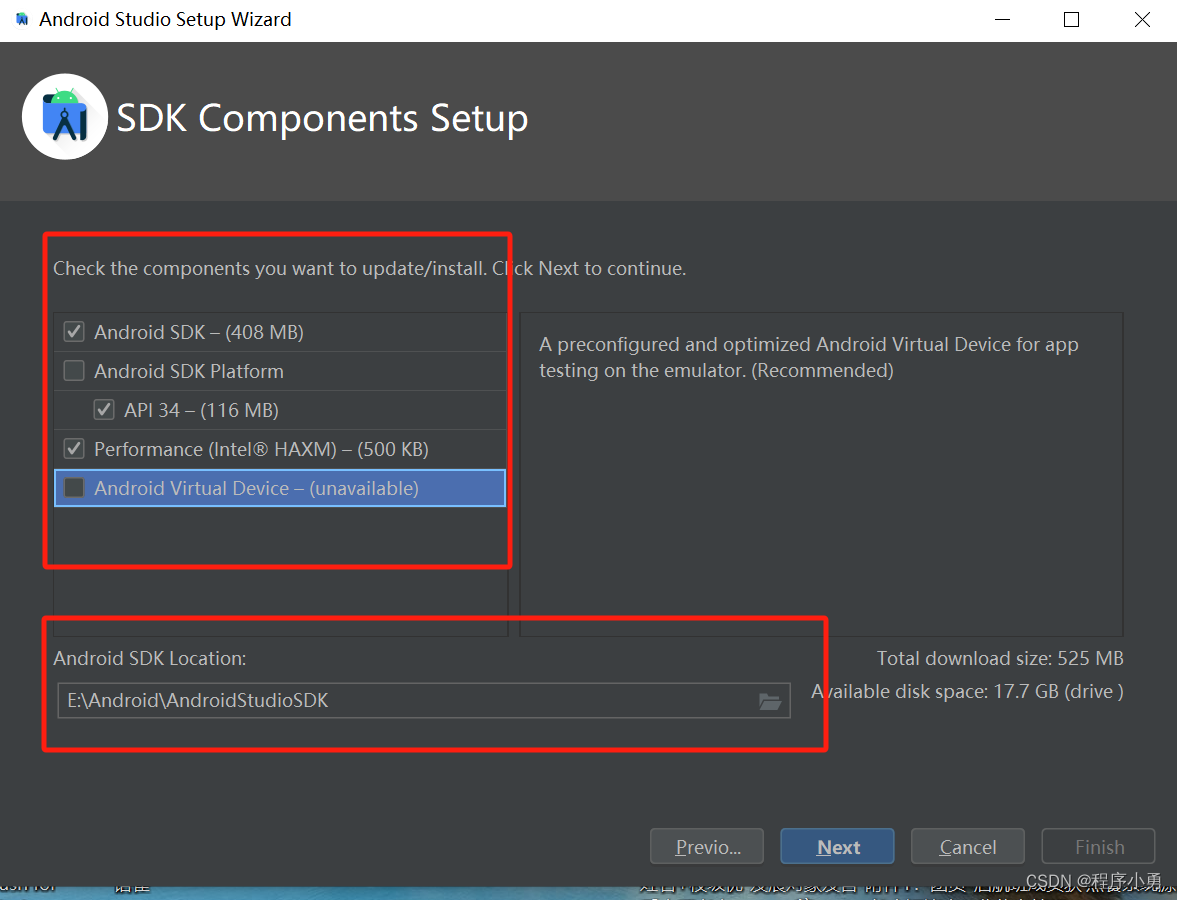 Android Studio Setup Wizard
SDK Components Setup
Check the components you want to update/install. Click Next to continue.
Android SDK – (408 MB)
Android SDK Platform
API 34 – (116 MB)
Performance (Intel® HAXM) – (500 KB)
Android Virtual Device – (unavailable)
A preconfigured and optimized Android Virtual Device for app
testing on the emulator. (Recommended)
Android SDK Location:
E:\Android\AndroidStudioSDK
Total download size: 525 MB
Available disk space: 17.7 GB (drive )
Previo...
Next
Cancel
Finish
CSDN @程序小勇